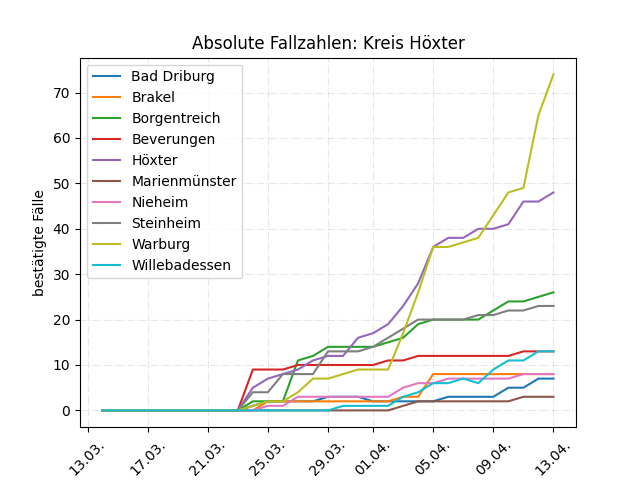 Absolute Fallzahlen: Kreis Höxter
bestätigte Fälle
70
60
50
40
30
20
10
0
Bad Driburg
Brakel
Borgentreich
Beverungen
Höxter
Marienmünster
Nieheim
Steinheim
Warburg
Willebadessen
13.03.
17.03.
21.03.
25.03.
29.03.
01.04.
05.04.
09.04.
13.04.